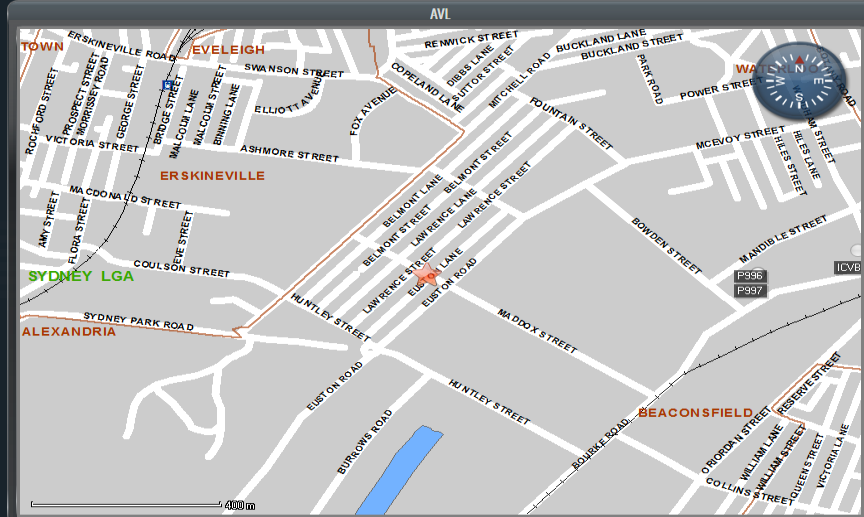 AVL
TOWN
ERSKINEVILLE ROAD
EVELEIGH
RENWICK STREET
BUCKLAND LANE
BUCKLAND STREET
DIBBS LANE
SUTTOR STREET
MITCHELL ROAD
COPELAND LANE
SWANSON STREET
ELLIOTT AVENUE
FOX AVENUE
PARK ROAD
POWER STREET
N
E
S
W
FOUNTAIN STREET
MCEVOY STREET
HILES STREET
HILES LANE
ROCHFORD STREET
PROSPECT STREET
MORRISSEY ROAD
GEORGE STREET
BRIDGE STREET
MALCOLM LANE
MALCOLM STREET
BINNING LANE
VICTORIA STREET
ASHMORE STREET
ERSKINEVILLE
MACDONALD STREET
AMY STREET
FLORA STREET
EVE STREET
COULSON STREET
SYDNEY LGA
BELMONT LANE
BELMONT STREET
BELMONT STREET
LAWRENCE LANE
LAWRENCE STREET
LAWRENCE STREET
EUSTON ROAD
BOWDEN STREET
MANDIBLE STREET
P996
P997
ICVB
ALEXANDRIA
SYDNEY PARK ROAD
HUNTLEY STREET
MADDOX STREET
EUSTON ROAD
HUNTLEY STREET
BURROWS ROAD
BOURKE ROAD
BEACONSFIELD
RESERVE STREET
O RIORDAN STREET
WILLIAM LANE
WILLIAM STREET
QUEEN STREET
VICTORIA LANE
COLLINS STREET
400 m